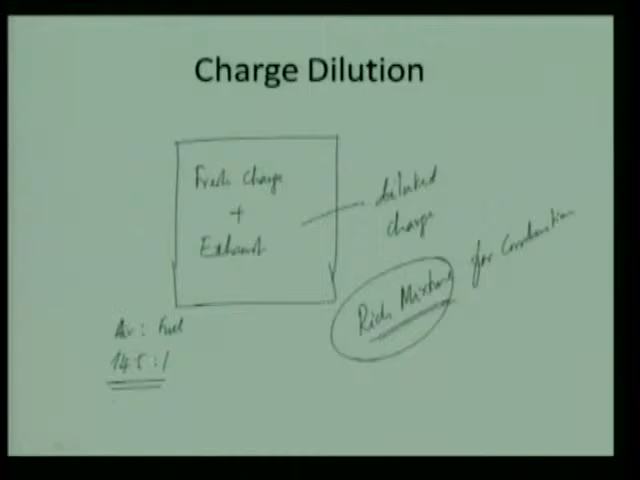 Charge Dilution
Fresh Charge
+
Exhaust
diluted
charge
Rich Mixture for Combustion
Air : Fuel
14.5 : 1